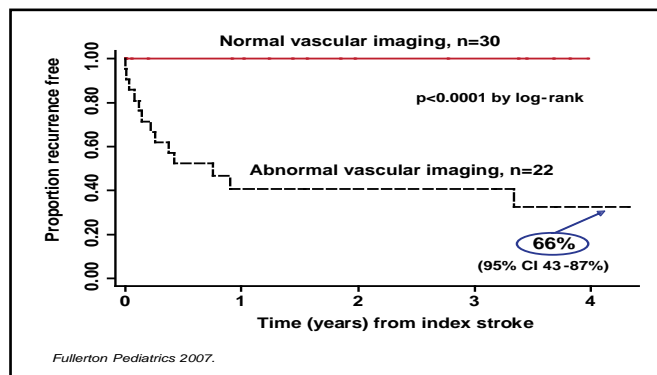 Normal vascular imaging, n=30
p<0.0001 by log-rank
Abnormal vascular imaging, n=22
66%
(95% CI 43-87%)
Proportion recurrence free
1.00
0.80
0.60
0.40
0.20
0.00
0 1 2 3 4
Time (years) from index stroke
Fullerton Pediatrics 2007.